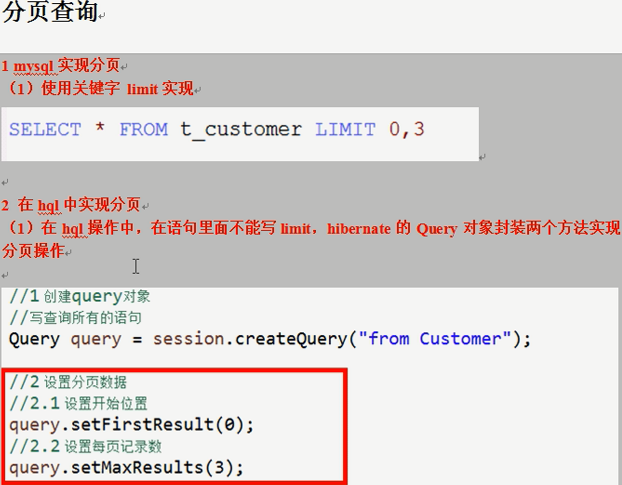 分页查询
1 mysql 实现分页
（1）使用关键字 limit 实现
SELECT * FROM t_customer LIMIT 0,3
2 在 hql 中实现分页
（1）在 hql 操作中，在语句里面不能写 limit，hibernate 的 Query 对象封装两个方法实现
分页操作
//1 创建query对象
//写查询所有的语句
Query query = session.createQuery("from Customer");
//2 设置分页数据
//2.1 设置开始位置
query.setFirstResult(0);
//2.2 设置每页记录数
query.setMaxResults(3);